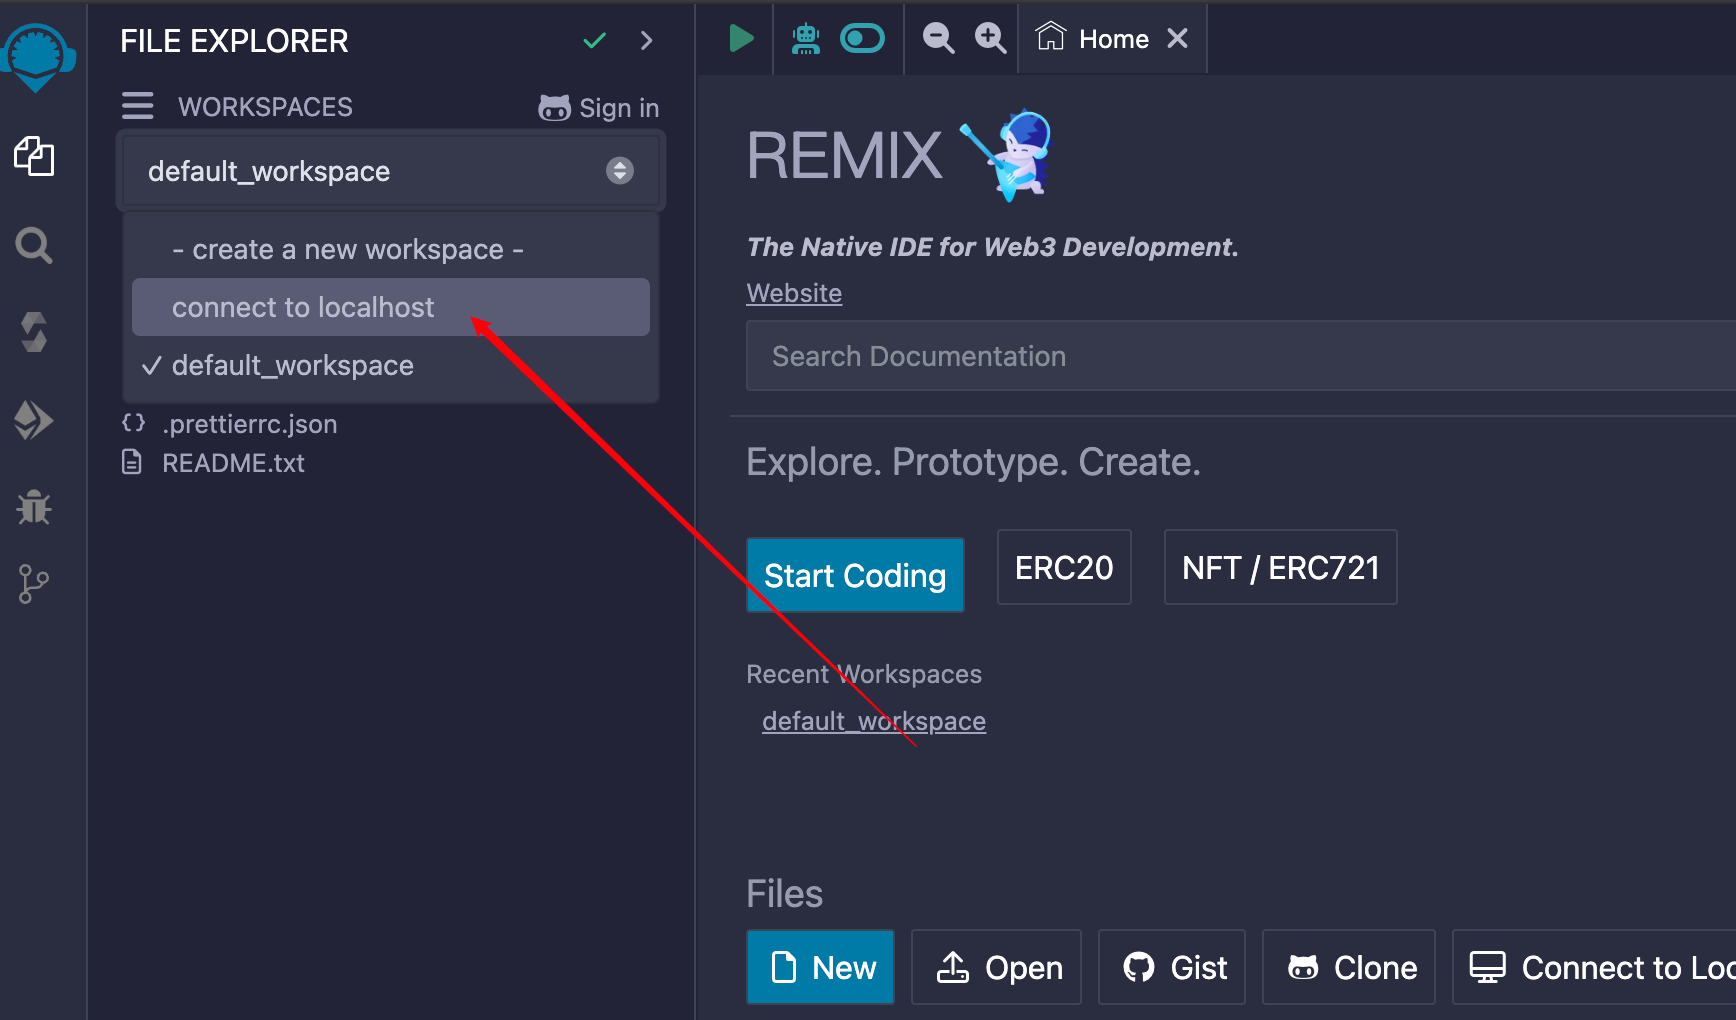 FILE EXPLORER
WORKSPACES
Sign in
default_workspace
- create a new workspace -
connect to localhost
default_workspace
.prettierrc.json
README.txt
Home
REMIX
The Native IDE for Web3 Development.
Website
Search Documentation
Explore. Prototype. Create.
Start Coding
ERC20
NFT / ERC721
Recent Workspaces
default_workspace
Files
New
Open
Gist
Clone
Connect to Loc